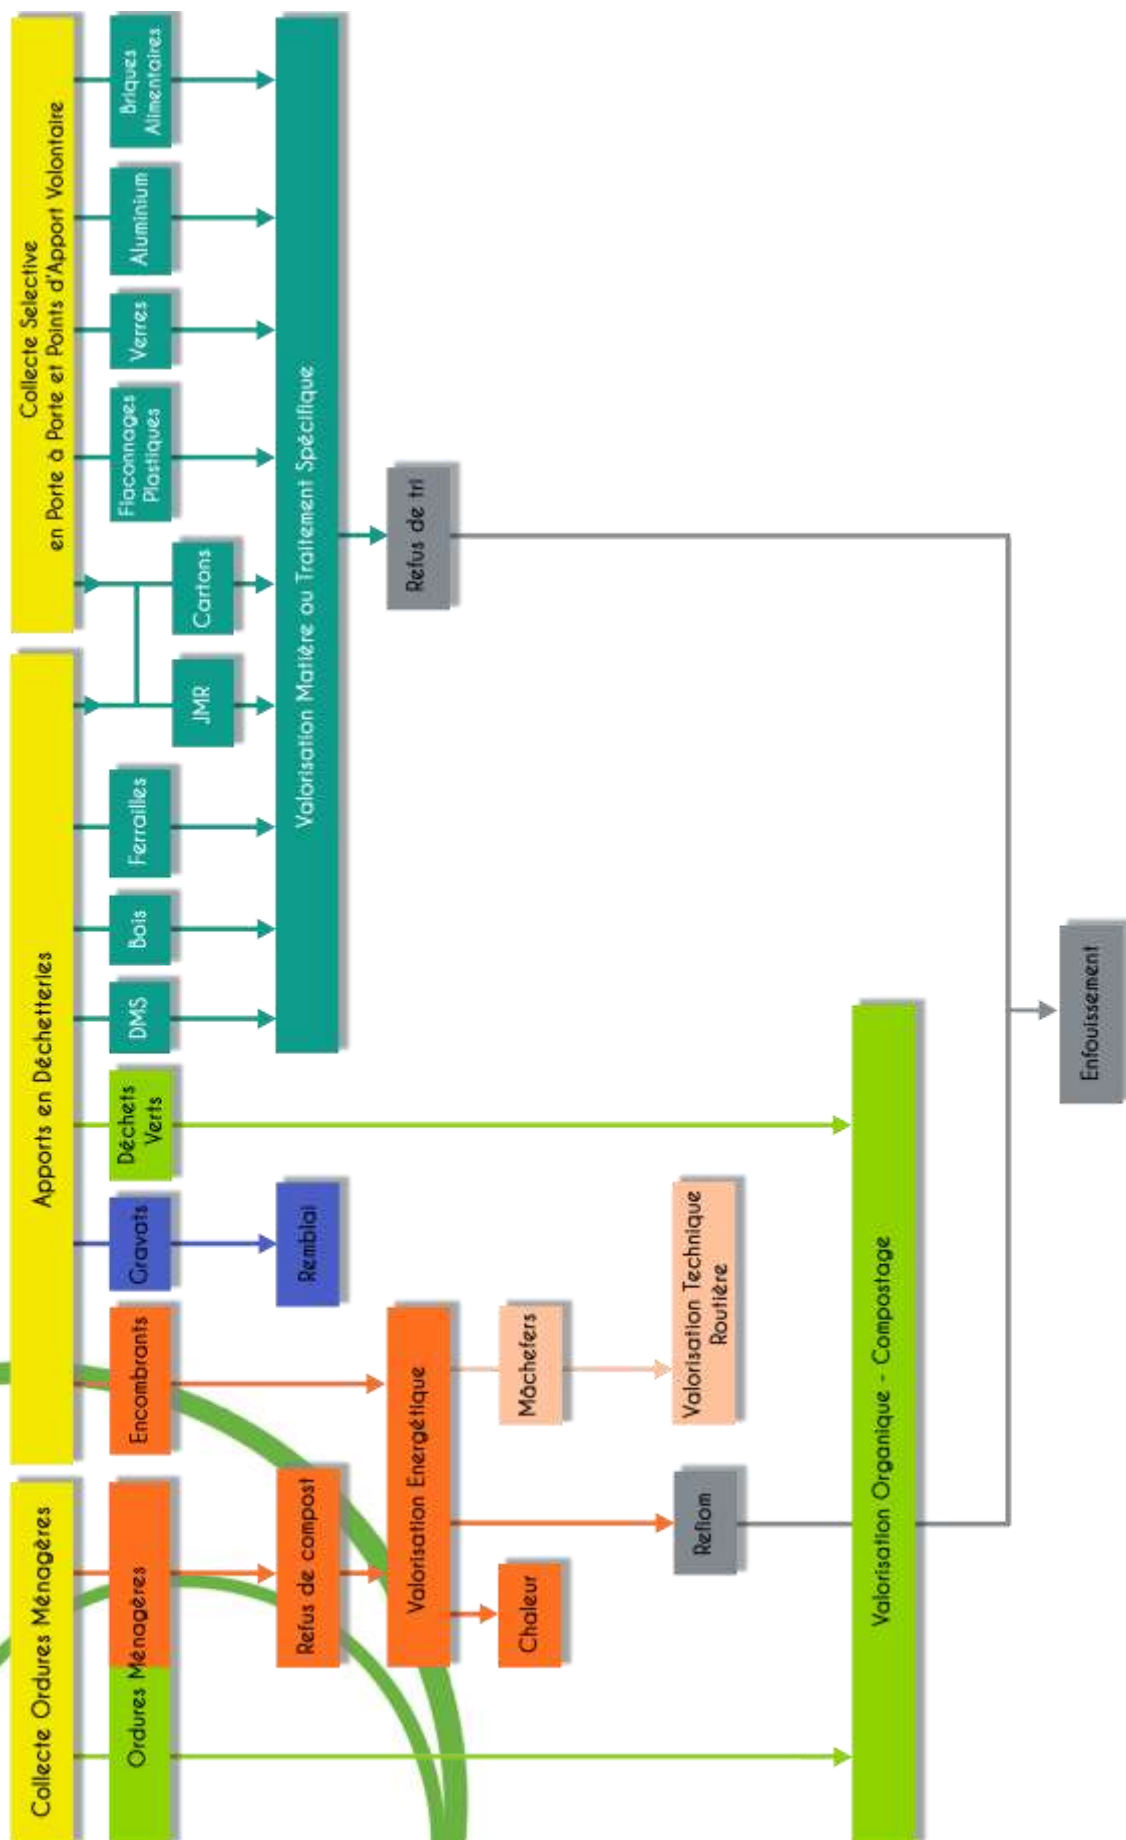 Collecte Ordures Ménagères
Apports en Déchetteries
Collecte Selective
en Porte à Porte et Points d'Apport Volontaire
Ordures Ménagères
Encombrants
Gravats
Déchets
Verts
DMS
Bois
Ferrailles
JMR
Cartons
Flaconnages
Plastiques
Verres
Aluminium
Briques
Alimentaires
Refus de compost
Remblai
Valorisation Matière ou Traitement Spécifique
Valorisation Energétique
Refus de tri
Chaleur
Mâchefers
Refiom
Valorisation Technique
Routière
Valorisation Organique - Compostage
Enfouissement